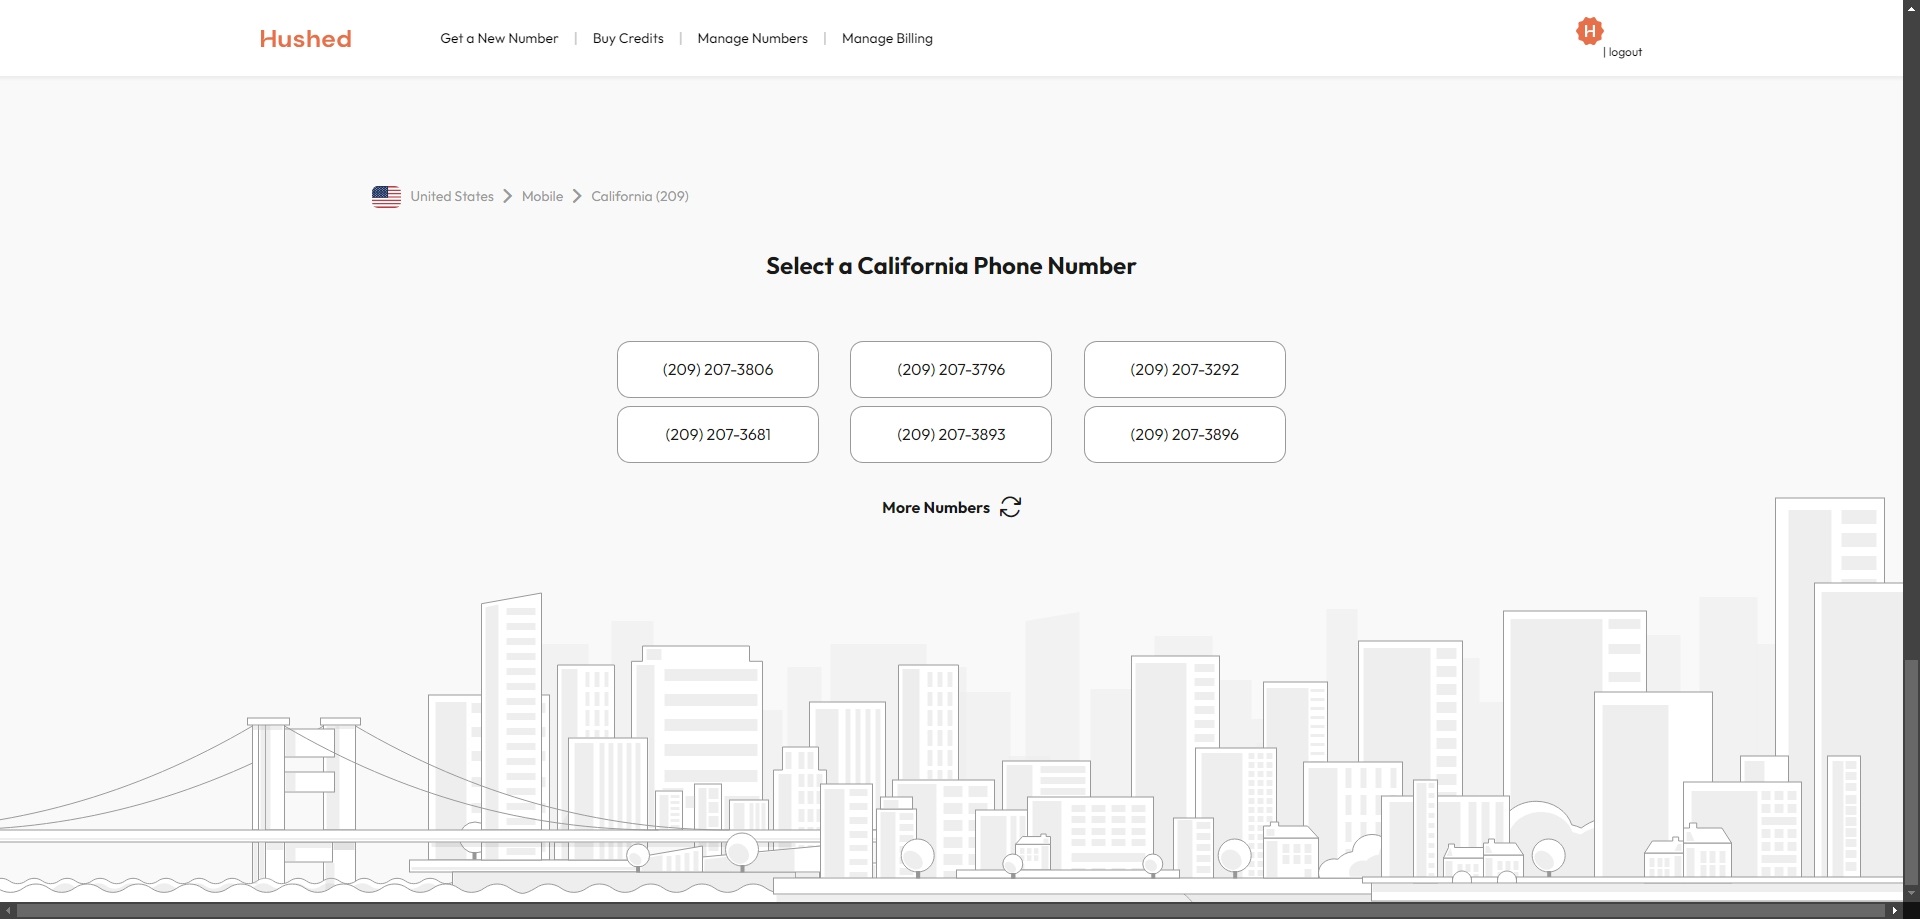 Hushed
Get a New Number | Buy Credits | Manage Numbers | Manage Billing
H
| logout
United States > Mobile > California (209)
Select a California Phone Number
(209) 207-3806
(209) 207-3796
(209) 207-3292
(209) 207-3681
(209) 207-3893
(209) 207-3896
More Numbers